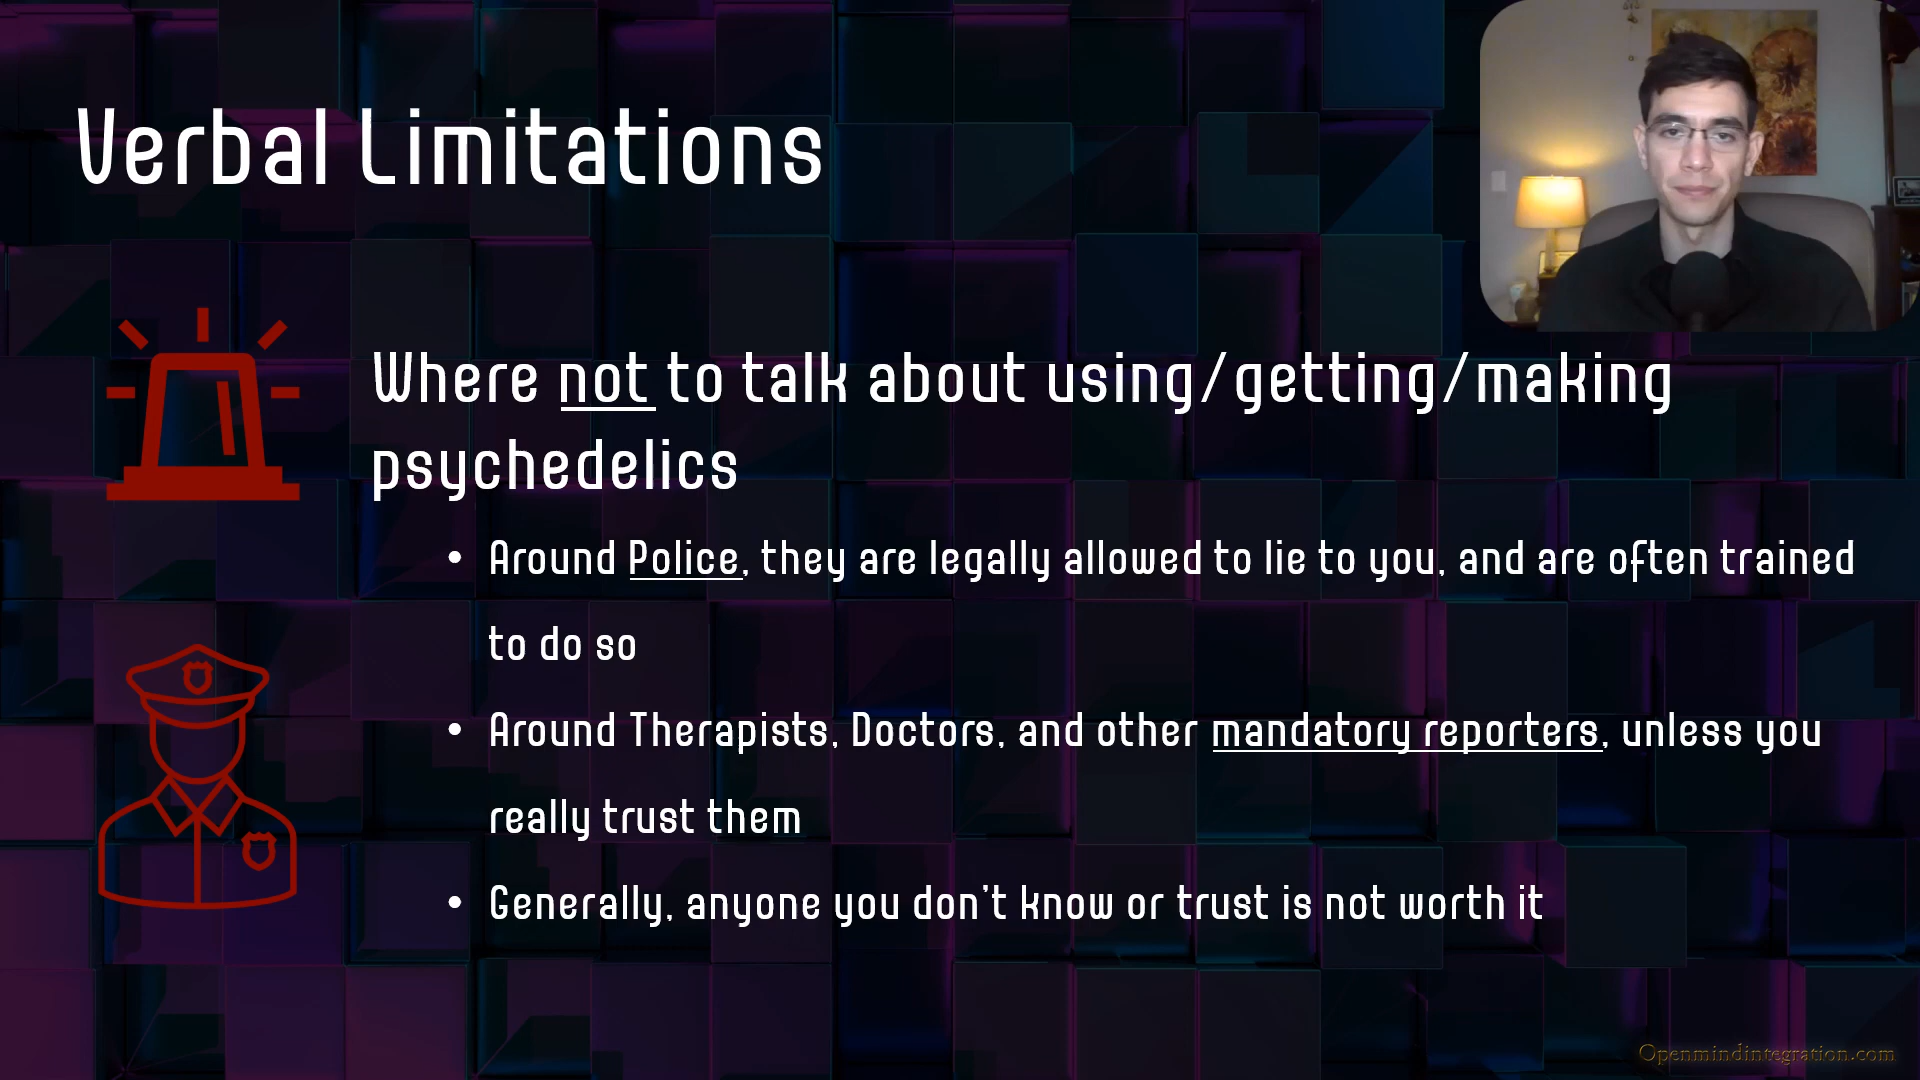 Verbal Limitations
Where not to talk about using/getting/making
psychedelics
• Around Police, they are legally allowed to lie to you, and are often trained
to do so
• Around Therapists, Doctors, and other mandatory reporters, unless you
really trust them
• Generally, anyone you don't know or trust is not worth it
Openmindintegration.com